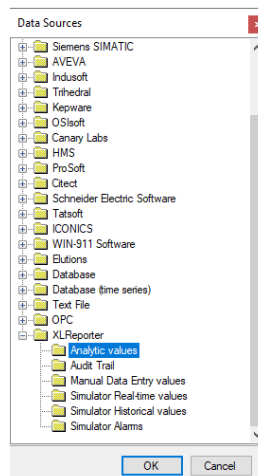 Data Sources
Siemens SIMATIC
AVEVA
Indusoft
Trihedral
Kepware
OSIsoft
Canary Labs
HMS
ProSoft
Citect
Schneider Electric Software
Tatsoft
ICONICS
WIN-911 Software
Elutions
Database
Database (time series)
Text File
OPC
XLReporter
Analytic values
Audit Trail
Manual Data Entry values
Simulator Real-time values
Simulator Historical values
Simulator Alarms
OK Cancel